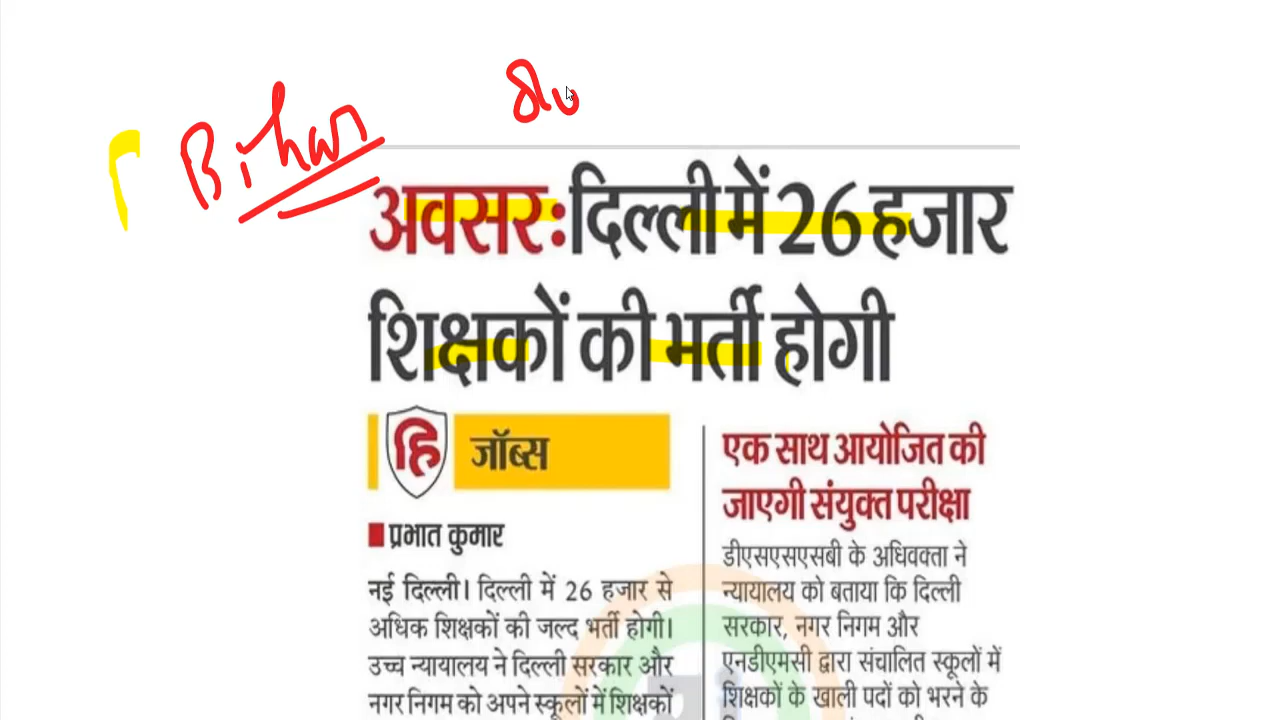 Bihar
अवसर:दिल्ली में 26 हजार
शिक्षकों की भर्ती होगी
हि
जॉब्स
प्रभात कुमार
नई दिल्ली। दिल्ली में 26 हजार से
अधिक शिक्षकों की जल्द भर्ती होगी।
उच्च न्यायालय ने दिल्ली सरकार और
नगर निगम को अपने स्कूलों में शिक्षकों
एक साथ आयोजित की
जाएगी संयुक्त परीक्षा
डीएसएसएसबी के अधिवक्ता ने
न्यायालय को बताया कि दिल्ली
सरकार, नगर निगम और
एनडीएमसी द्वारा संचालित स्कूलों में
शिक्षकों के खाली पदों को भरने के